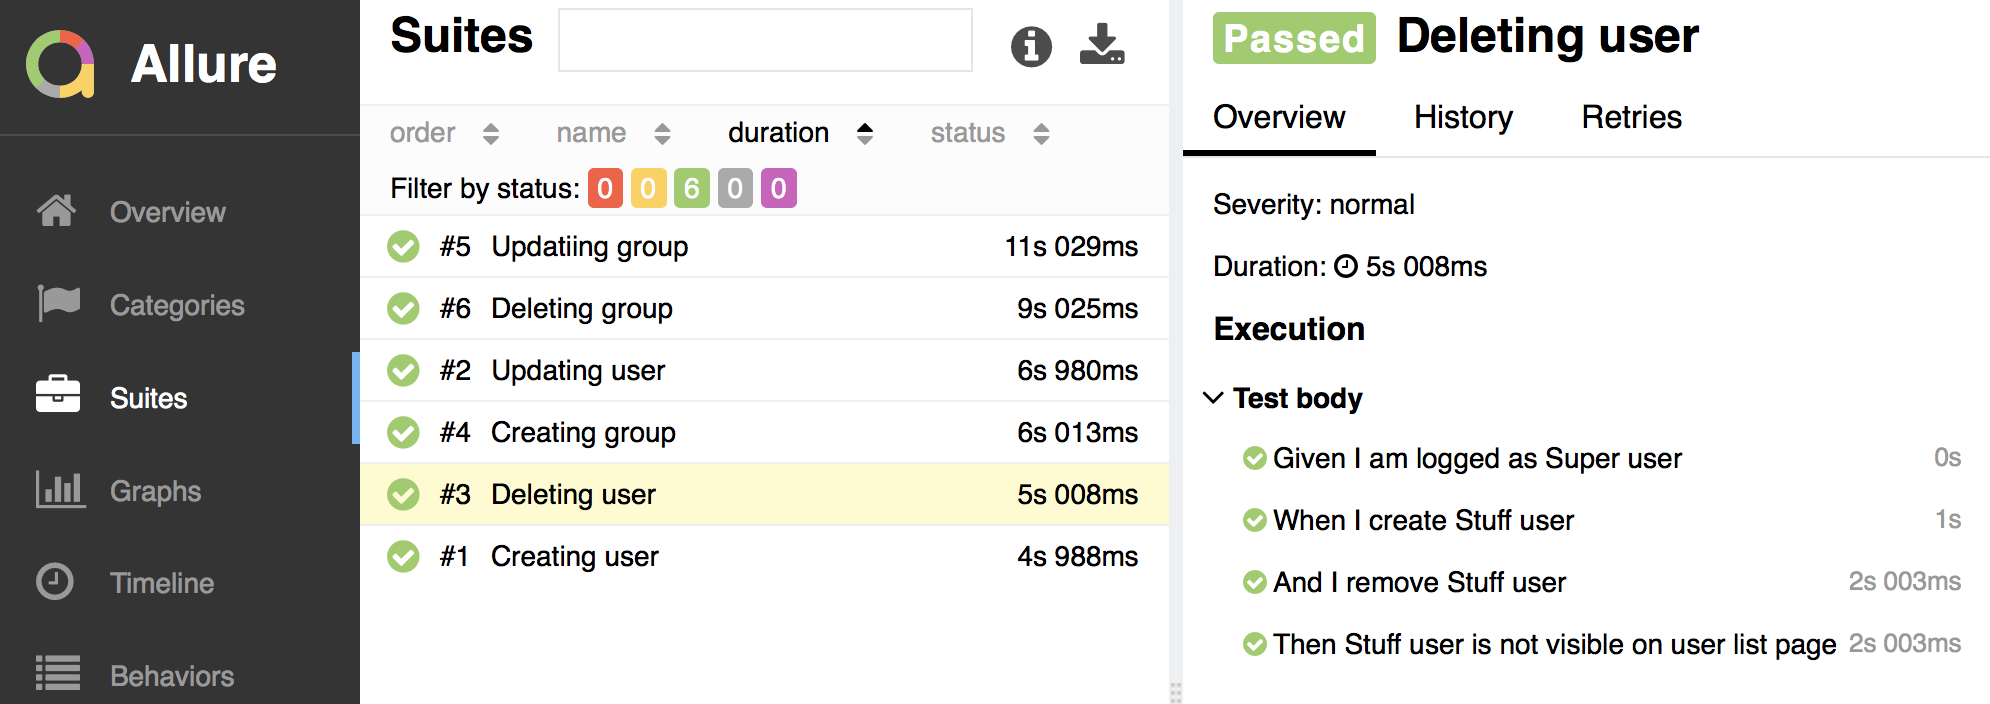 Allure
Overview
Categories
Suites
Graphs
Timeline
Behaviors
Suites
order name duration status
Filter by status: 0 0 6 0 0
#5 Updatiing group 11s 029ms
#6 Deleting group 9s 025ms
#2 Updating user 6s 980ms
#4 Creating group 6s 013ms
#3 Deleting user 5s 008ms
#1 Creating user 4s 988ms
Passed Deleting user
Overview History Retries
Severity: normal
Duration: 5s 008ms
Execution
Test body
Given I am logged as Super user 0s
When I create Stuff user 1s
And I remove Stuff user 2s 003ms
Then Stuff user is not visible on user list page 2s 003ms